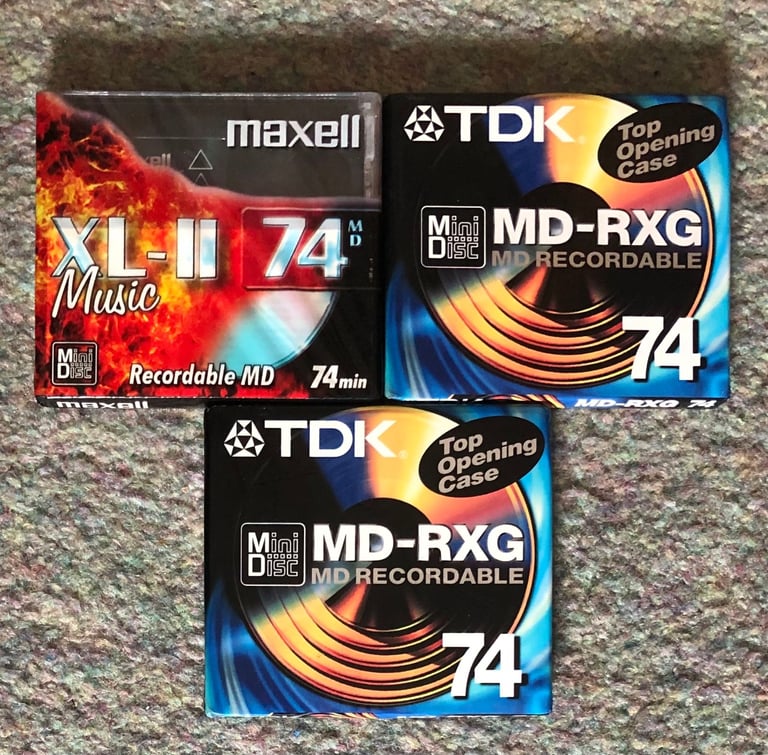 maxell
XL-II 74 MD
Music
Mini Disc
Recordable MD 74min
maxell
TDK
Top Opening Case
Mini Disc
MD-RXG
MD RECORDABLE
74
MD-RXG 74
TDK
Top Opening Case
Mini Disc
MD-RXG
MD RECORDABLE
74